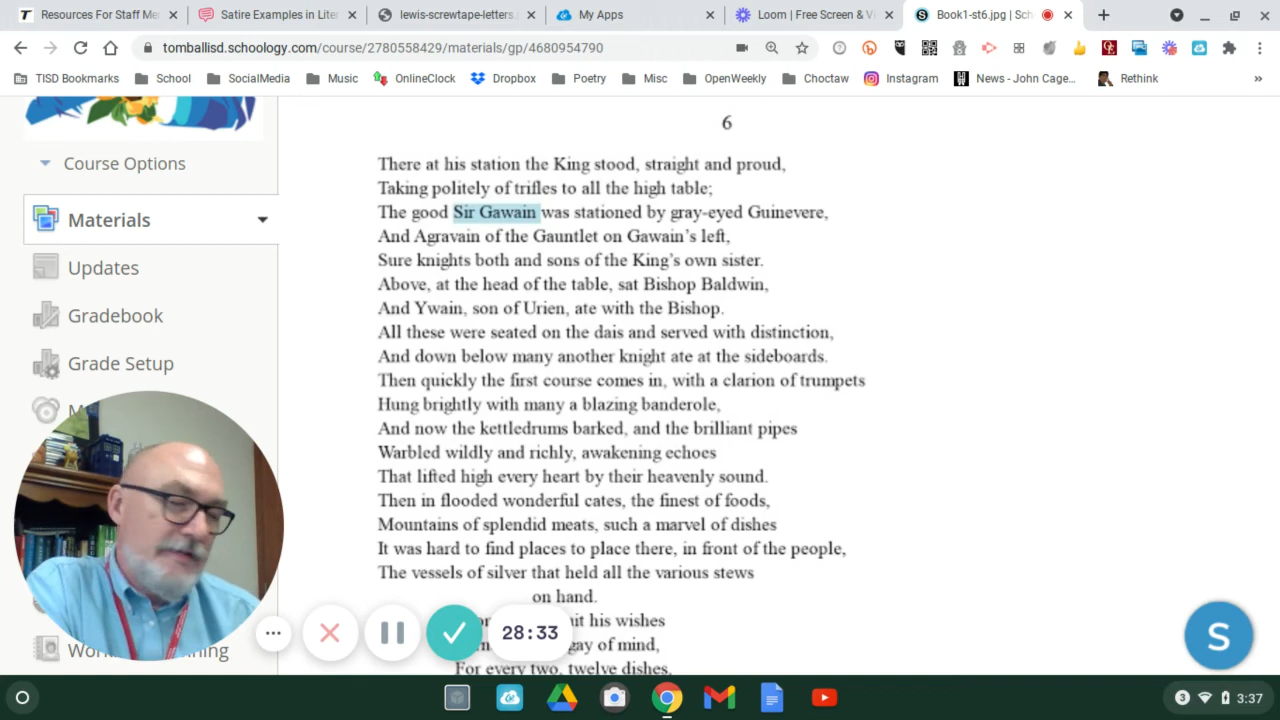 Resources For Staff Me
Satire Examples in Lite
lewis-screwtape-letters.
My Apps
Loom | Free Screen & V
Book1-st6.jpg | Sch
tomballisd.schoology.com/course/2780558429/materials/gp/4680954790
TISD Bookmarks
School
SocialMedia
Music
OnlineClock
Dropbox
Poetry
Misc
OpenWeekly
Choctaw
Instagram
News - John Cage...
Rethink
»
Course Options
Materials
Updates
Gradebook
Grade Setup
6
There at his station the King stood, straight and proud,
Taking politely of trifles to all the high table;
The good Sir Gawain was stationed by gray-eyed Guinevere,
And Agravain of the Gauntlet on Gawain's left,
Sure knights both and sons of the King's own sister.
Above, at the head of the table, sat Bishop Baldwin,
And Ywain, son of Urien, ate with the Bishop.
All these were seated on the dais and served with distinction,
And down below many another knight ate at the sideboards.
Then quickly the first course comes in, with a clarion of trumpets
Hung brightly with many a blazing banderole,
And now the kettledrums barked, and the brilliant pipes
Warbled wildly and richly, awakening echoes
That lifted high every heart by their heavenly sound.
Then in flooded wonderful cates, the finest of foods,
Mountains of splendid meats, such a marvel of dishes
It was hard to find places to place there, in front of the people,
The vessels of silver that held all the various stews
on hand.
his wishes
gay of mind,
For every two, twelve dishes,
28:33
S
3
3:37